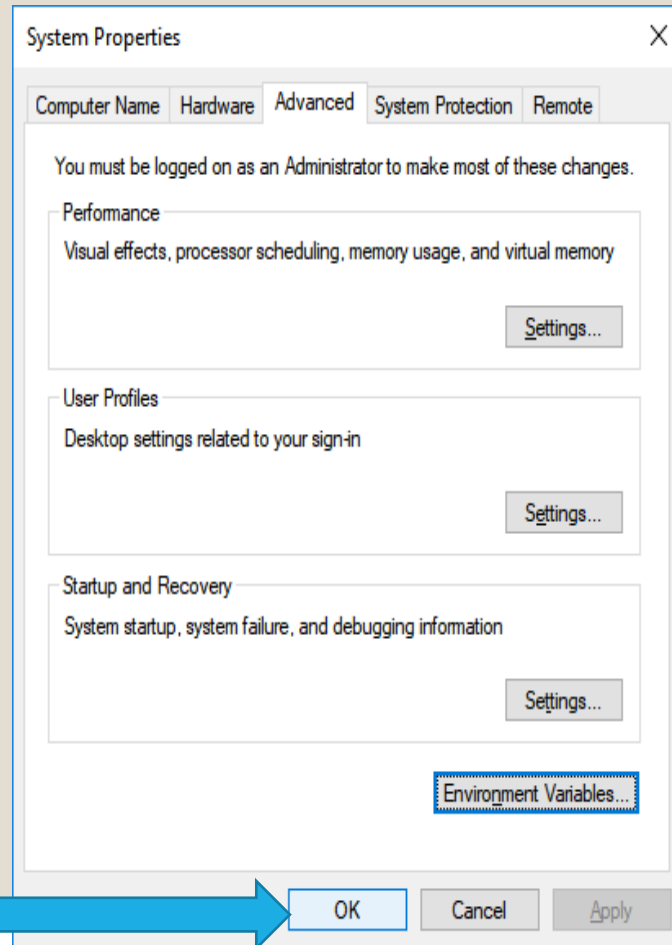 System Properties
Computer Name Hardware Advanced System Protection Remote
You must be logged on as an Administrator to make most of these changes.
Performance
Visual effects, processor scheduling, memory usage, and virtual memory
Settings...
User Profiles
Desktop settings related to your sign-in
Settings...
Startup and Recovery
System startup, system failure, and debugging information
Settings...
Environment Variables...
OK Cancel Apply